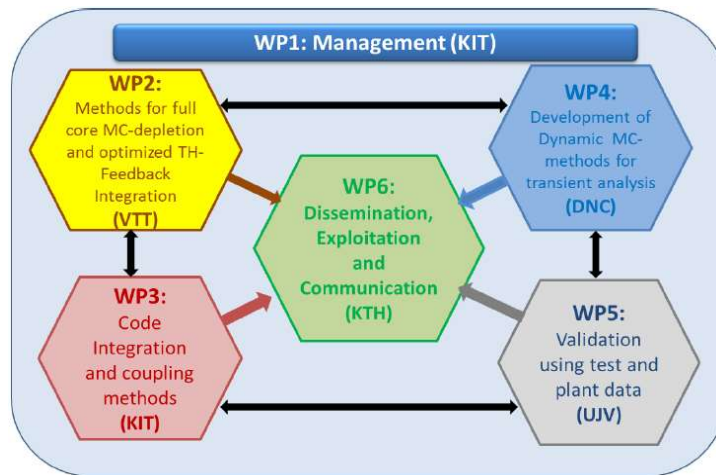 WP1: Management (KIT)
WP2:
Methods for full
core MC-depletion
and optimized TH-
Feedback
Integration
(VTT)
WP4:
Development of
Dynamic MC-
methods for
transient analysis
(DNC)
WP6:
Dissemination,
Exploitation
and
Communication
(KTH)
WP3:
Code
Integration
and coupling
methods
(KIT)
WP5:
Validation
using test and
plant data
(UJV)